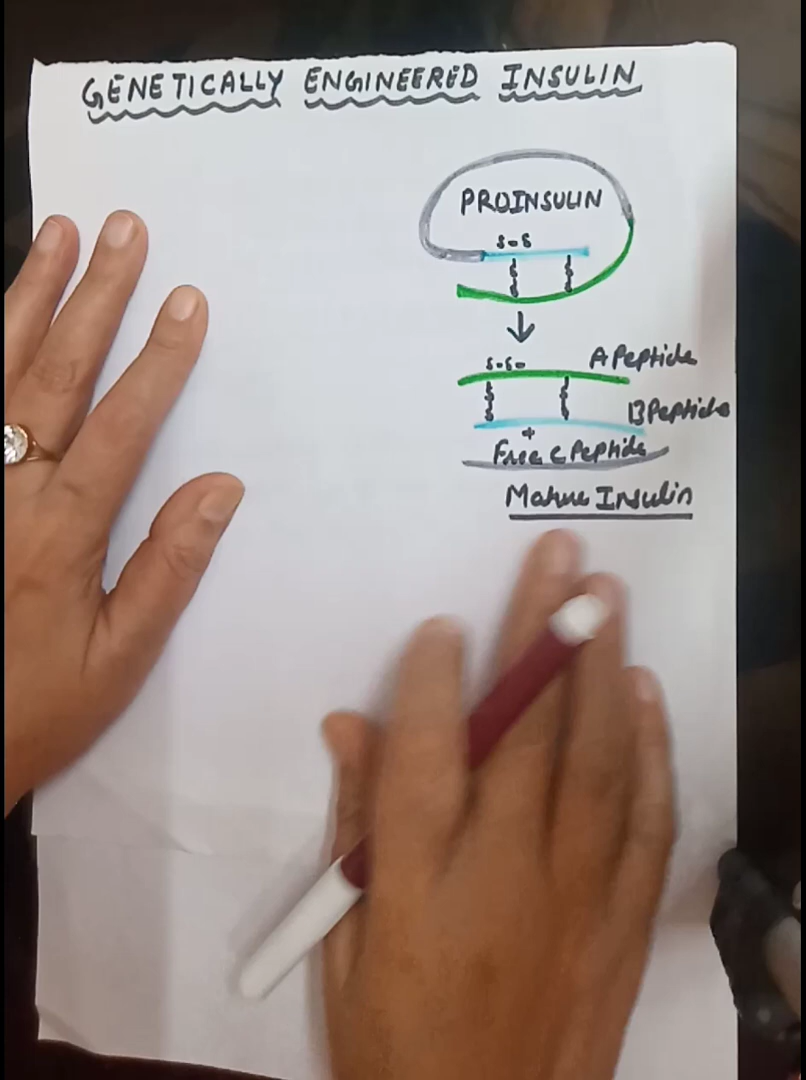 GENETICALLY ENGINEERED INSULIN
PROINSULIN
S-S
S-S-
A Peptide
B Peptide
+
Free C Peptide
Mature Insulin